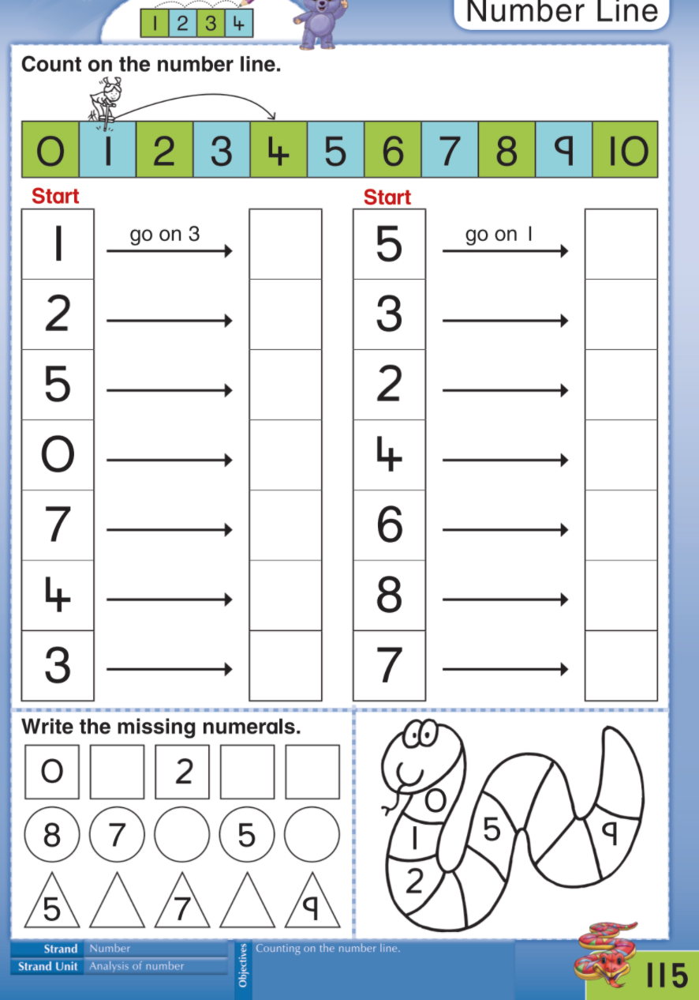 Number Line
1 2 3 4
Count on the number line.
0 1 2 3 4 5 6 7 8 9 10
Start Start
1 go on 3 5 go on 1
2 3
5 2
0 4
7 6
4 8
3 7
Write the missing numerals.
0 2
8 7 5
5 7 9
0
1
2
5
9
Strand Number
Strand Unit Analysis of number
Objectives
Counting on the number line.
115